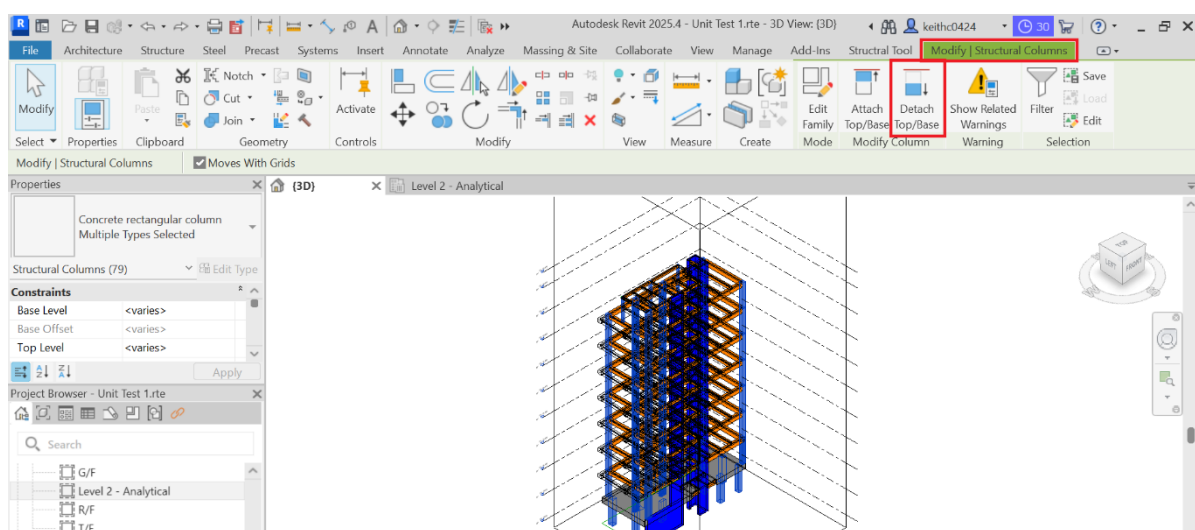 Autodesk Revit 2025.4 - Unit Test 1.rte - 3D View: {3D}
keithc0424
30
File Architecture Structure Steel Precast Systems Insert Annotate Analyze Massing & Site Collaborate View Manage Add-Ins Structral Tool Modify | Structural Columns
Modify
Paste
Notch
Cut
Join
Activate
Edit Family
Attach Top/Base
Detach Top/Base
Show Related Warnings
Filter
Save
Load
Edit
Select Properties Clipboard Geometry Controls Modify View Measure Create Mode Modify Column Warning Selection
Modify | Structural Columns Moves With Grids
Properties
{3D} Level 2 - Analytical
Concrete rectangular column
Multiple Types Selected
Structural Columns (79) Edit Type
Constraints
Base Level <varies>
Base Offset <varies>
Top Level <varies>
Apply
Project Browser - Unit Test 1.rte
Search
G/F
Level 2 - Analytical
R/F
T/F
TOP
LEFT FRONT